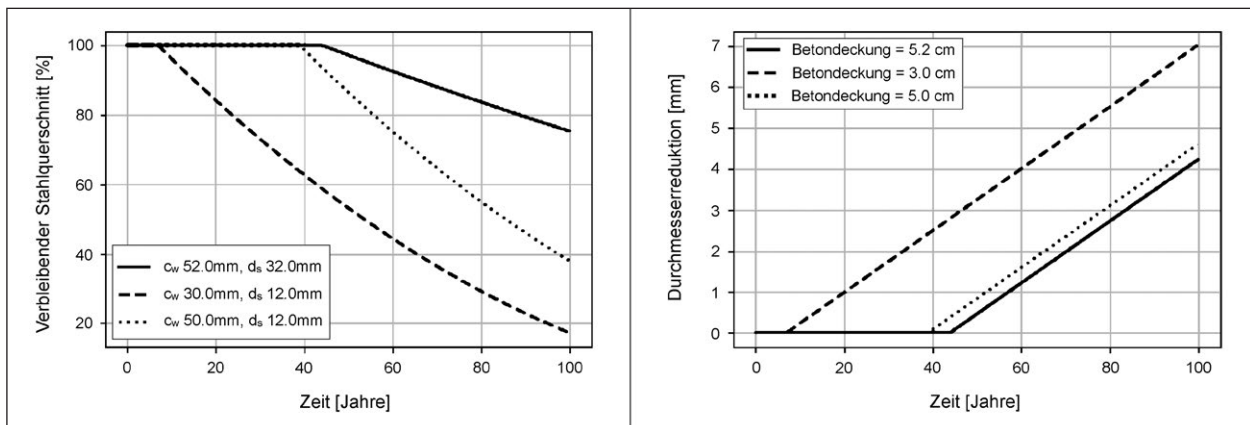 Verbleibender Stahlquerschnitt [%]
100
80
60
40
20
cw 52.0mm, ds 32.0mm
cw 30.0mm, ds 12.0mm
cw 50.0mm, ds 12.0mm
0 20 40 60 80 100
Zeit [Jahre]
Durchmesserreduktion [mm]
7
6
5
4
3
2
1
0
Betondeckung = 5.2 cm
Betondeckung = 3.0 cm
Betondeckung = 5.0 cm
0 20 40 60 80 100
Zeit [Jahre]